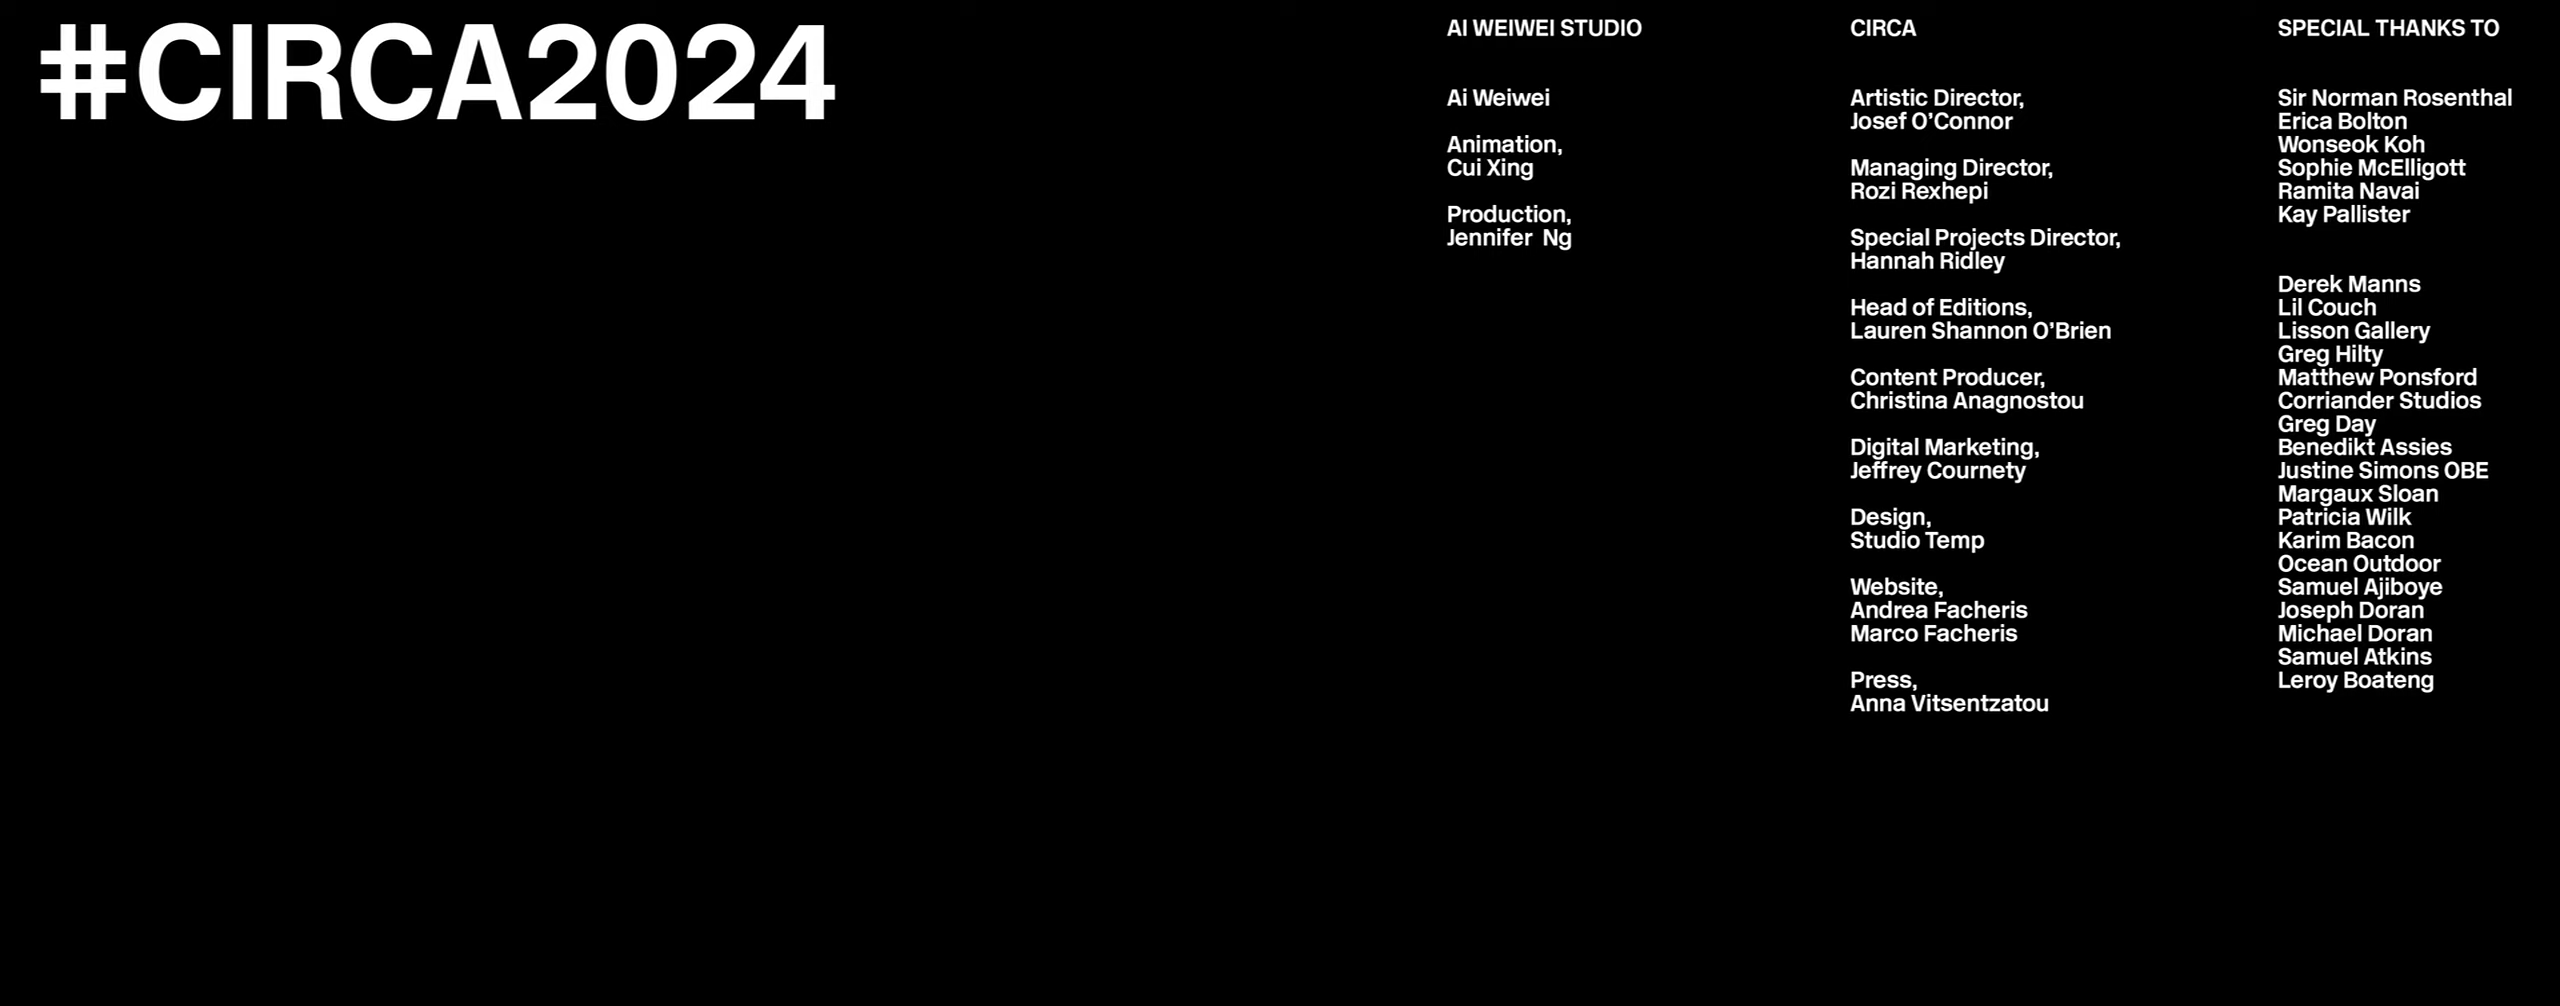 #CIRCA2024
AI WEIWEI STUDIO
Ai Weiwei
Animation,
Cui Xing
Production,
Jennifer  Ng
CIRCA
Artistic Director,
Josef O’Connor
Managing Director,
Rozi Rexhepi
Special Projects Director,
Hannah Ridley
Head of Editions,
Lauren Shannon O’Brien
Content Producer,
Christina Anagnostou
Digital Marketing,
Jeffrey Cournety
Design,
Studio Temp
Website,
Andrea Facheris
Marco Facheris
Press,
Anna Vitsentzatou
SPECIAL THANKS TO
Sir Norman Rosenthal
Erica Bolton
Wonseok Koh
Sophie McElligott
Ramita Navai
Kay Pallister
Derek Manns
Lil Couch
Lisson Gallery
Greg Hilty
Matthew Ponsford
Corriander Studios
Greg Day
Benedikt Assies
Justine Simons OBE
Margaux Sloan
Patricia Wilk
Karim Bacon
Ocean Outdoor
Samuel Ajiboye
Joseph Doran
Michael Doran
Samuel Atkins
Leroy Boateng